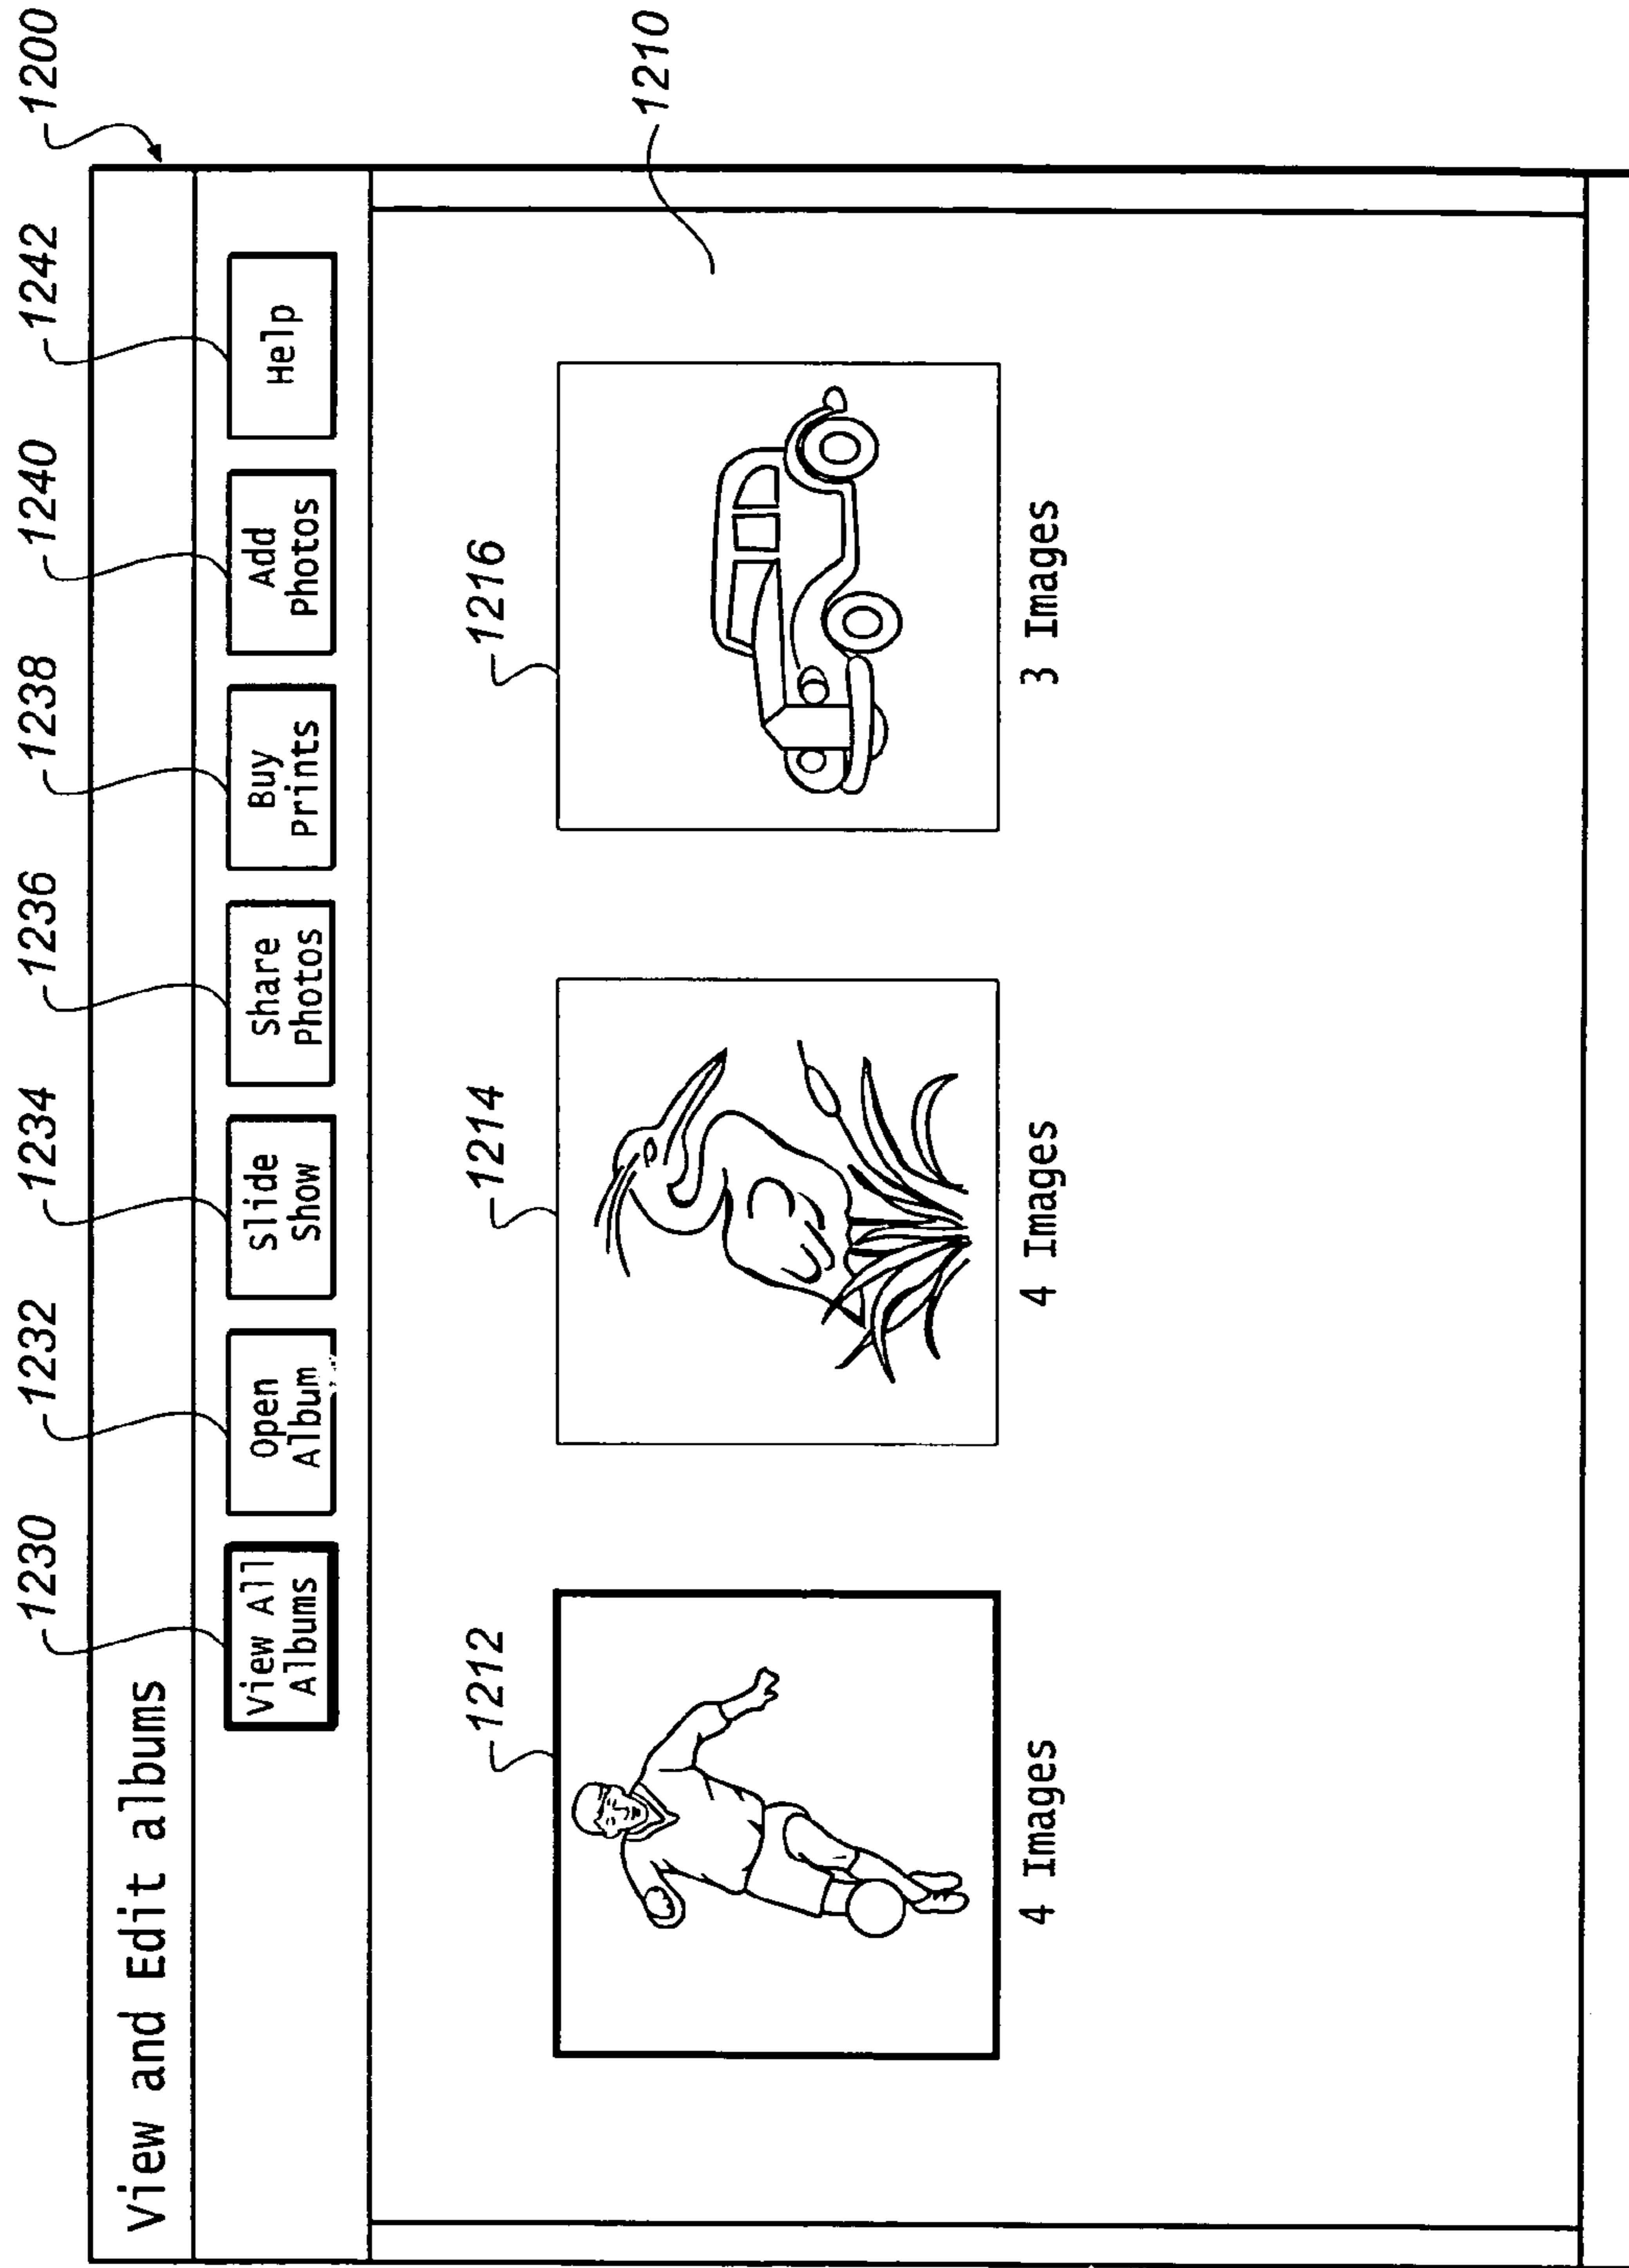 1200
View and Edit albums
1230
1232
1234
1236
1238
1240
1242
View All
Albums
Open
Album
Slide
Show
Share
Photos
Buy
Prints
Add
Photos
Help
1210
1212
1214
1216
4 Images
4 Images
3 Images